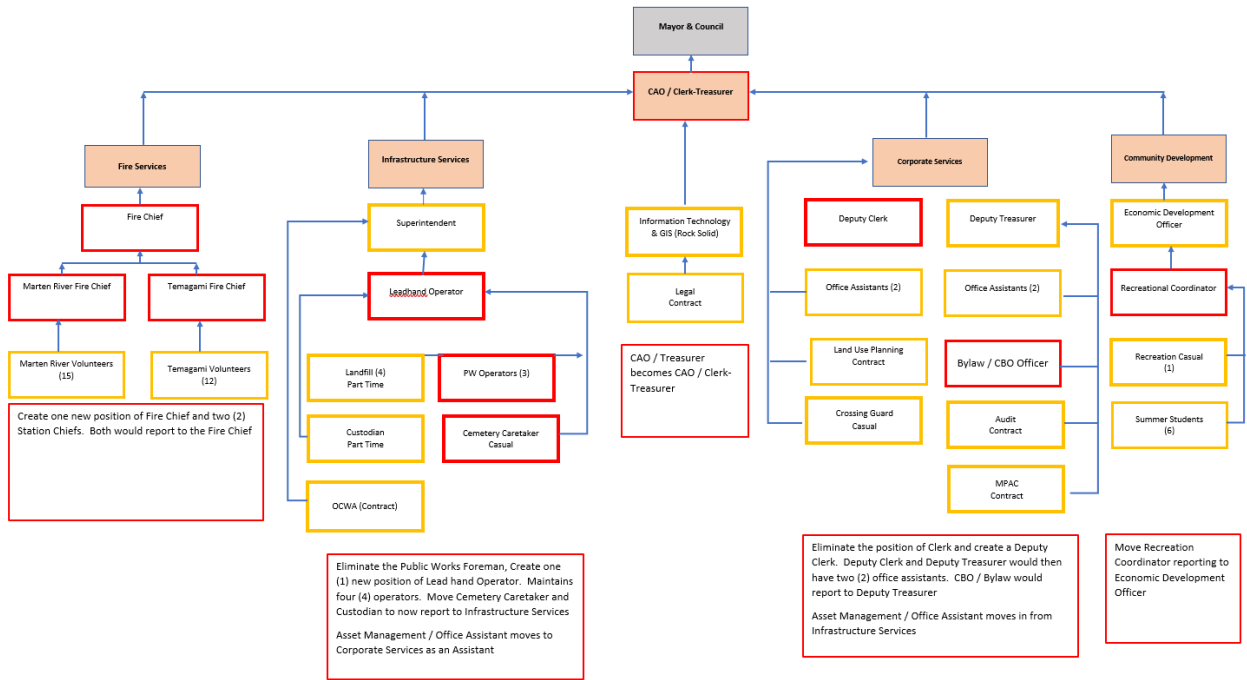 Mayor & Council
CAO / Clerk-Treasurer
Fire Services
Infrastructure Services
Corporate Services
Community Development
Fire Chief
Superintendent
Information Technology
& GIS (Rock Solid)
Deputy Clerk
Deputy Treasurer
Economic Development
Officer
Marten River Fire Chief
Temagami Fire Chief
Leadhand Operator
Legal
Contract
Office Assistants (2)
Office Assistants (2)
Recreational Coordinator
Marten River Volunteers
(15)
Temagami Volunteers
(12)
Landfill (4)
Part Time
PW Operators (3)
CAO / Treasurer
becomes CAO / Clerk-
Treasurer
Land Use Planning
Contract
Bylaw / CBO Officer
Recreation Casual
(1)
Create one new position of Fire Chief and two (2)
Station Chiefs. Both would report to the Fire Chief
Custodian
Part Time
Cemetery Caretaker
Casual
Crossing Guard
Casual
Audit
Contract
Summer Students
(6)
OCWA (Contract)
MPAC
Contract
Eliminate the Public Works Foreman, Create one
(1) new position of Lead hand Operator. Maintains
four (4) operators. Move Cemetery Caretaker and
Custodian to now report to Infrastructure Services
Asset Management / Office Assistant moves to
Corporate Services as an Assistant
Eliminate the position of Clerk and create a Deputy
Clerk. Deputy Clerk and Deputy Treasurer would then
have two (2) office assistants. CBO / Bylaw would
report to Deputy Treasurer
Asset Management / Office Assistant moves in from
Infrastructure Services
Move Recreation
Coordinator reporting to
Economic Development
Officer